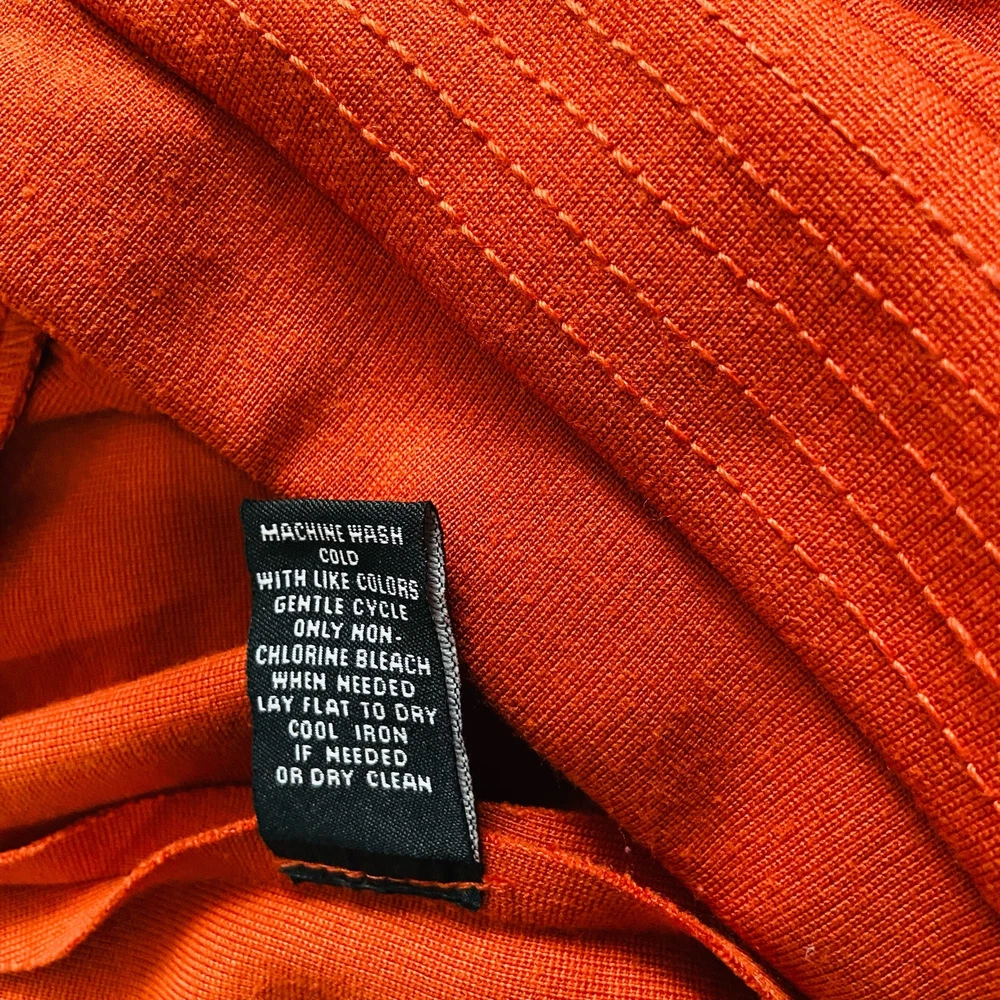 MACHINE WASH
COLD
WITH LIKE COLORS
GENTLE CYCLE
ONLY NON-
CHLORINE BLEACH
WHEN NEEDED
LAY FLAT TO DRY
COOL IRON
IF NEEDED
OR DRY CLEAN